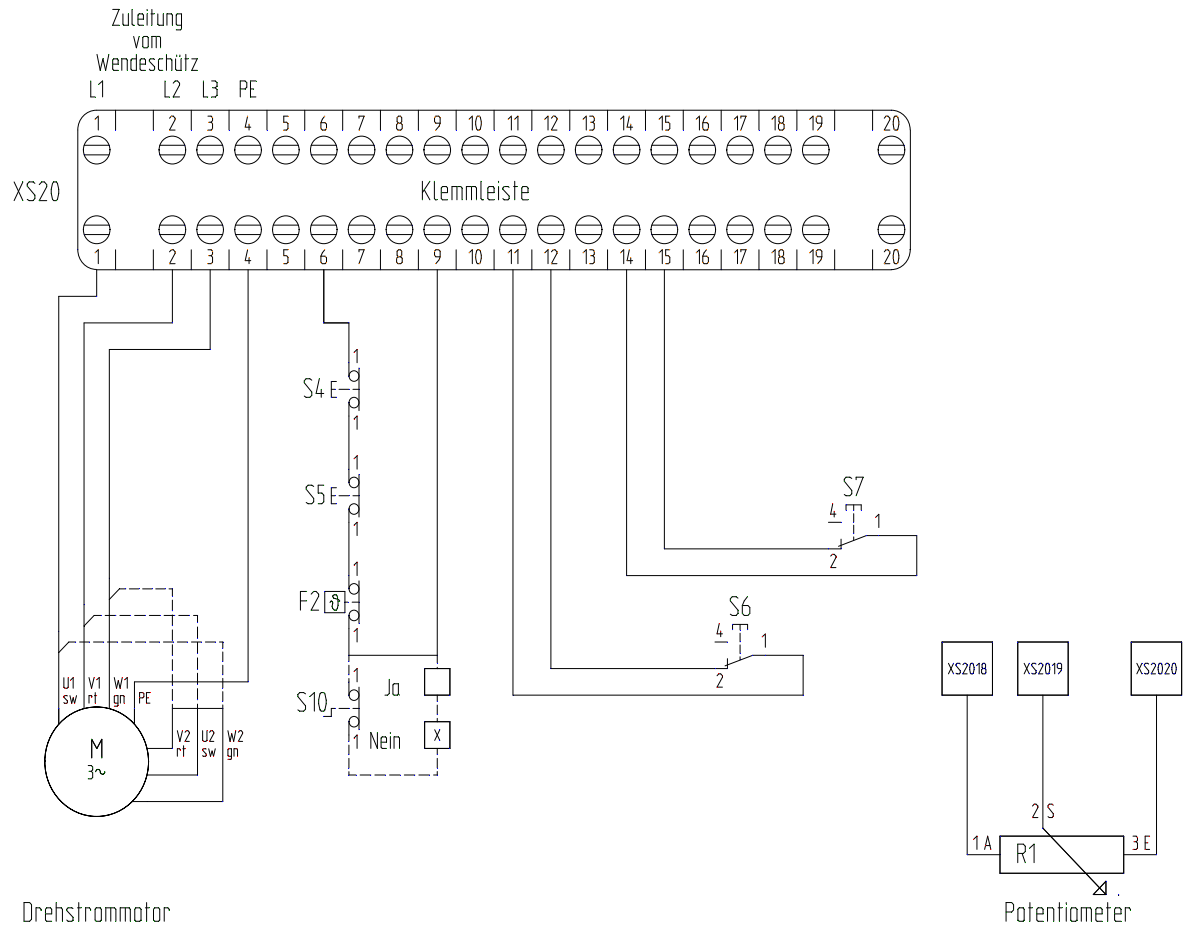 Zuleitung
vom
Wendeschütz
L1 L2 L3 PE
1 2 3 4 5 6 7 8 9 10 11 12 13 14 15 16 17 18 19 20
XS20 Klemmleiste
1 2 3 4 5 6 7 8 9 10 11 12 13 14 15 16 17 18 19 20
1
S4 E
1
1
S5 E
1
S7
4 1
2
1
F2 ϑ
1
S6
4 1
2
XS2018 XS2019 XS2020
U1 V1 W1 PE
sw rt gn
1
S10
1
Ja
Nein X
V2 U2 W2
rt sw gn
M
3~
2 S
1 A R1 3 E
Drehstrommotor Potentiometer